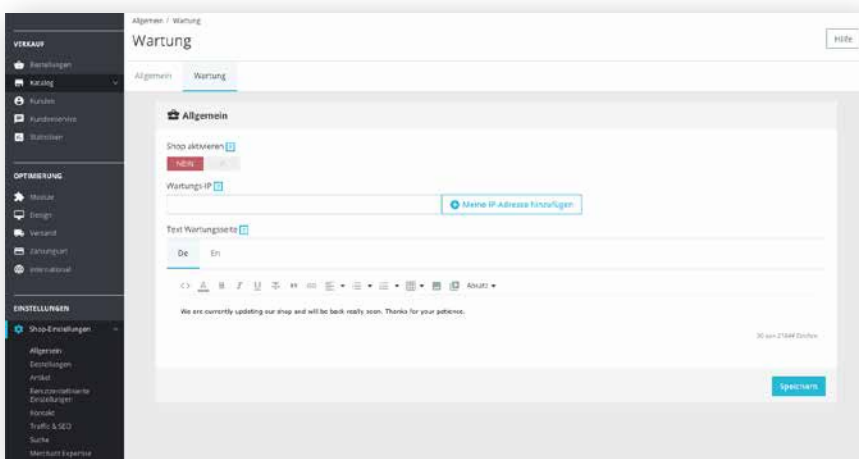 Allgemein / Wartung
Wartung
Hilfe
Allgemein Wartung
VERKAUF
Bestellungen
Katalog
Kunden
Kundenservice
Statistiken
OPTIMIERUNG
Module
Design
Versand
Zahlungsart
International
EINSTELLUNGEN
Shop-Einstellungen
Allgemein
Bestellungen
Artikel
Benutzerdefinierte
Einstellungen
Kontakt
Traffic & SEO
Suche
Merchant Expertise
Allgemein
Shop aktivieren ?
NEIN
Wartungs-IP ?
Meine IP-Adresse hinzufügen
Text Wartungsseite ?
De En
<> A B I U Absatz
We are currently updating our shop and will be back really soon. Thanks for your patience.
Speichern